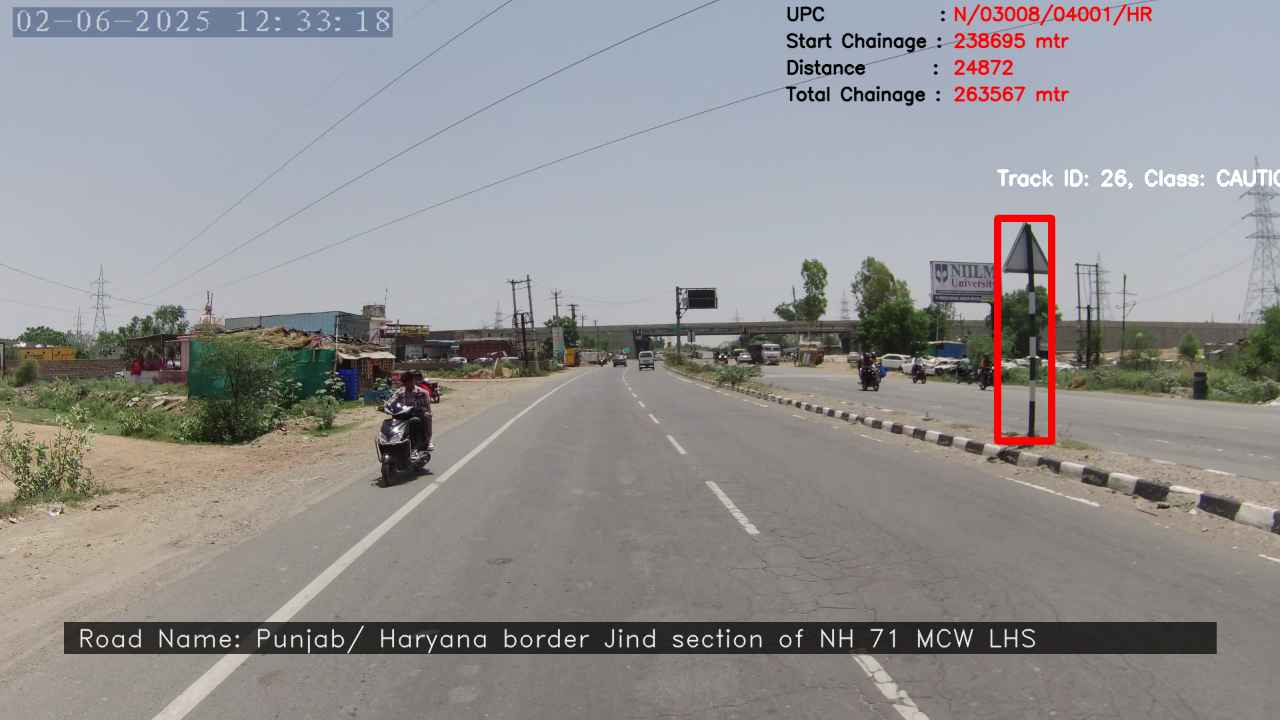 02-06-2025 12:33:18
UPC : N/03008/04001/HR
Start Chainage : 238695 mtr
Distance : 24872
Total Chainage : 263567 mtr
Track ID: 26, Class: CAUTIO
NIILM
University
Road Name: Punjab/ Haryana border Jind section of NH 71 MCW LHS